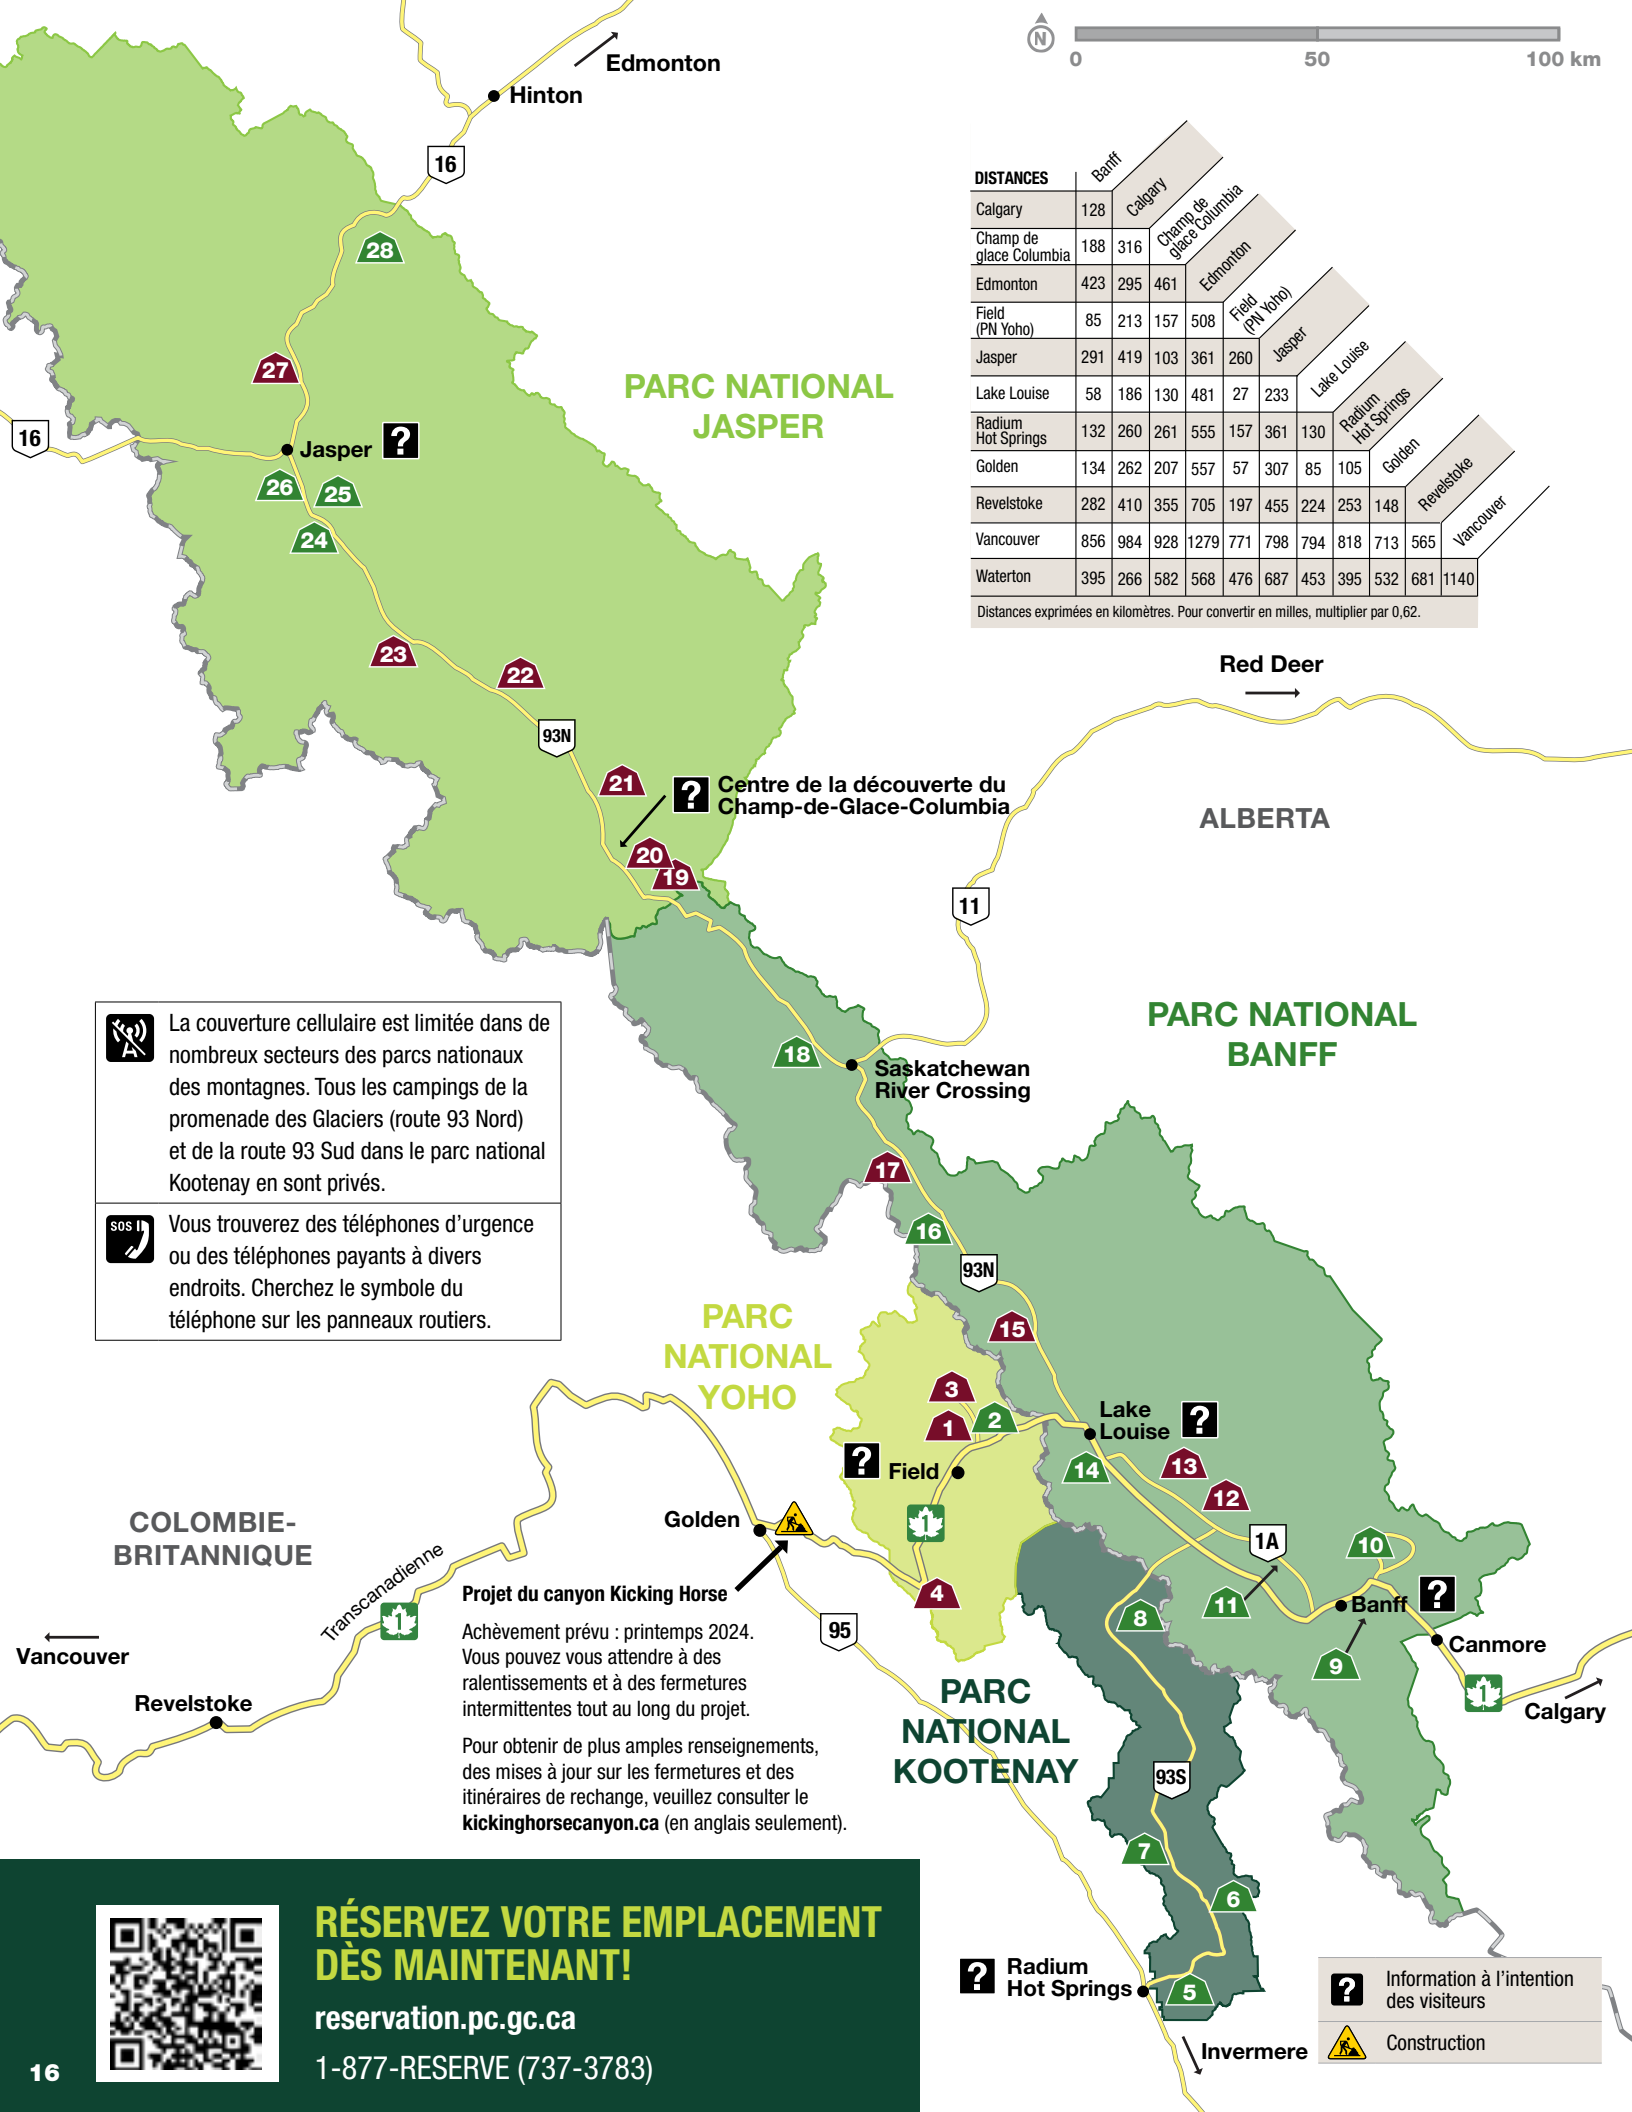 Edmonton
Hinton
16
N
0 50 100 km
DISTANCES
Banff
Calgary
Champ de
glace Columbia
Edmonton
Field
(PN Yoho)
Jasper
Lake Louise
Radium
Hot Springs
Golden
Revelstoke
Vancouver
Calgary 128
Champ de
glace Columbia 188 316
Edmonton 423 295 461
Field
(PN Yoho) 85 213 157 508
Jasper 291 419 103 361 260
Lake Louise 58 186 130 481 27 233
Radium
Hot Springs 132 260 261 555 157 361 130
Golden 134 262 207 557 57 307 85 105
Revelstoke 282 410 355 705 197 455 224 253 148
Vancouver 856 984 928 1279 771 798 794 818 713 565
Waterton 395 266 582 568 476 687 453 395 532 681 1140
Distances exprimées en kilomètres. Pour convertir en milles, multiplier par 0,62.
28
27
PARC NATIONAL
JASPER
16
Jasper ?
26
25
24
23
22
93N
21
? Centre de la découverte du
Champ-de-Glace-Columbia
20
19
Red Deer
ALBERTA
11
PARC NATIONAL
BANFF
La couverture cellulaire est limitée dans de
nombreux secteurs des parcs nationaux
des montagnes. Tous les campings de la
promenade des Glaciers (route 93 Nord)
et de la route 93 Sud dans le parc national
Kootenay en sont privés.
SOS
Vous trouverez des téléphones d’urgence
ou des téléphones payants à divers
endroits. Cherchez le symbole du
téléphone sur les panneaux routiers.
18
Saskatchewan
River Crossing
17
16
93N
15
PARC
NATIONAL
YOHO
3
1
2
? Field
1
4
Lake
Louise ?
14
13
12
1A
10
11
Banff ?
9
Canmore
1
Calgary
8
COLOMBIE-
BRITANNIQUE
Transcanadienne
1
Vancouver
Revelstoke
Golden
Projet du canyon Kicking Horse
Achèvement prévu : printemps 2024.
Vous pouvez vous attendre à des
ralentissements et à des fermetures
intermittentes tout au long du projet.
Pour obtenir de plus amples renseignements,
des mises à jour sur les fermetures et des
itinéraires de rechange, veuillez consulter le
kickinghorsecanyon.ca (en anglais seulement).
95
PARC
NATIONAL
KOOTENAY
93S
7
6
5
? Radium
Hot Springs
Invermere
? Information à l’intention
des visiteurs
Construction
RÉSERVEZ VOTRE EMPLACEMENT
DÈS MAINTENANT!
reservation.pc.gc.ca
1-877-RESERVE (737-3783)
16